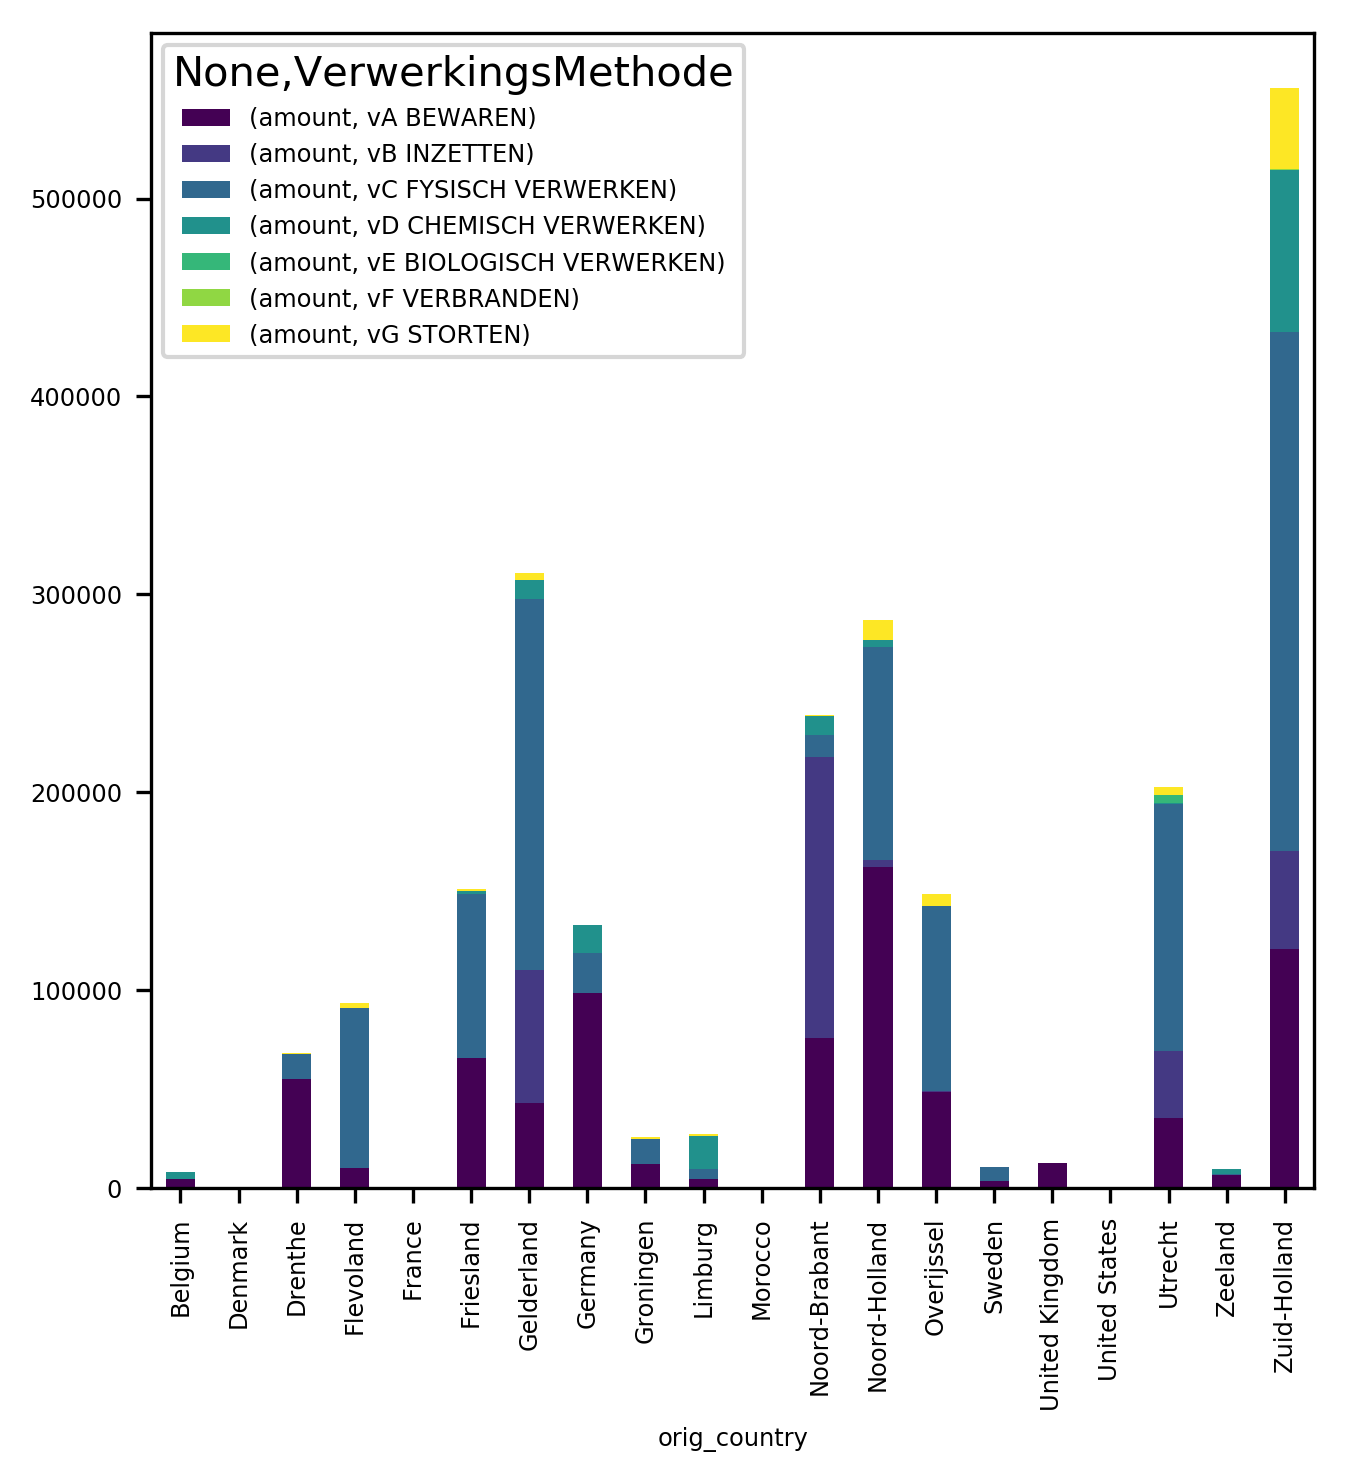 None,VerwerkingsMethode
(amount, vA BEWAREN)
(amount, vB INZETTEN)
(amount, vC FYSISCH VERWERKEN)
(amount, vD CHEMISCH VERWERKEN)
(amount, vE BIOLOGISCH VERWERKEN)
(amount, vF VERBRANDEN)
(amount, vG STORTEN)
500000
400000
300000
200000
100000
0
Belgium
Denmark
Drenthe
Flevoland
France
Friesland
Gelderland
Germany
Groningen
Limburg
Morocco
Noord-Brabant
Noord-Holland
Overijssel
Sweden
United Kingdom
United States
Utrecht
Zeeland
Zuid-Holland
orig_country